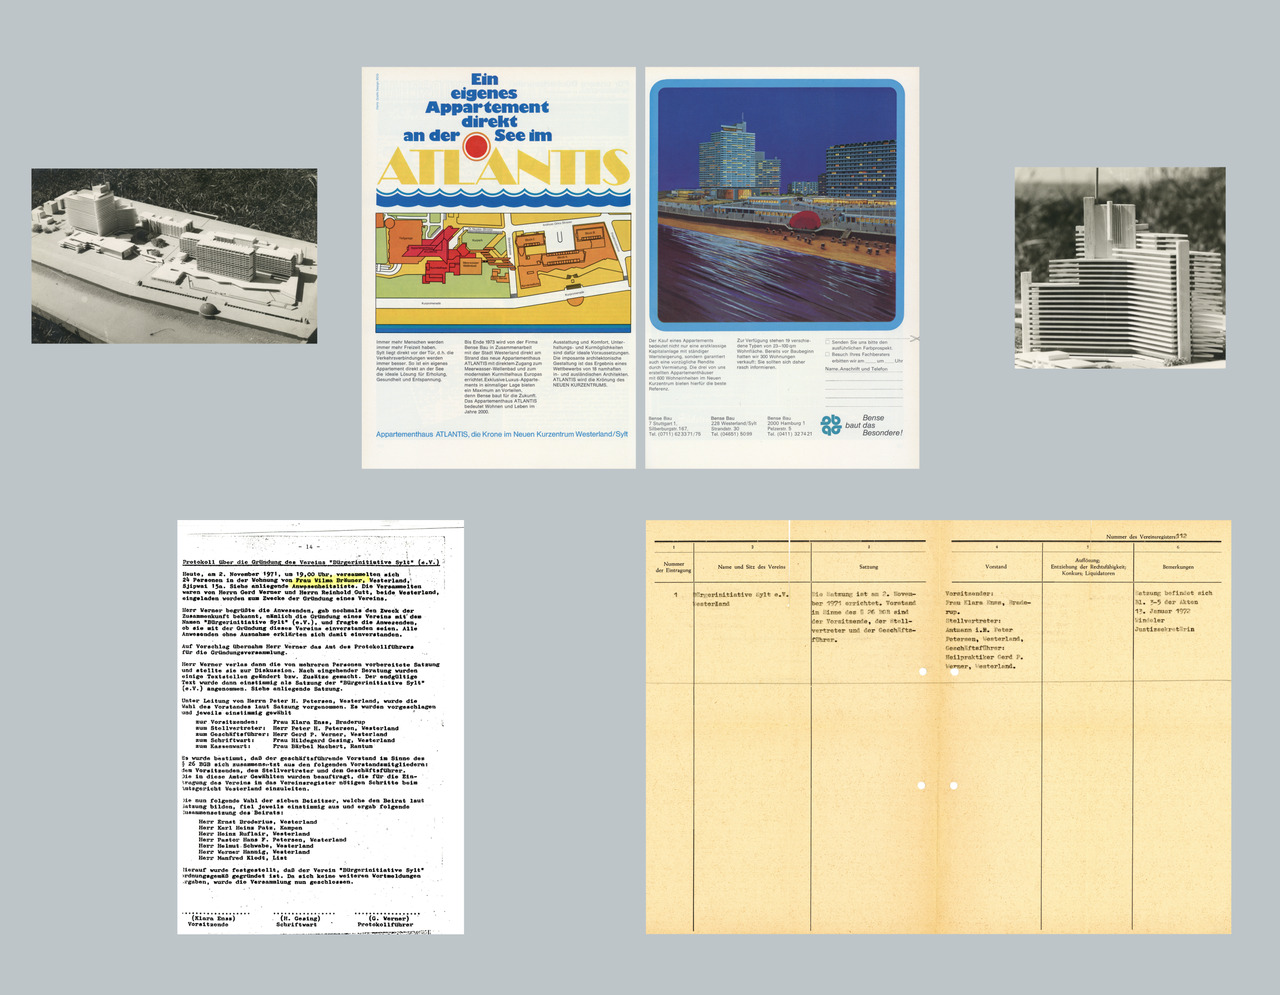 Ein
eigenes
Appartement
direkt
an der See im
ATLANTIS
Kurpromenade
Immer mehr Menschen werden
immer mehr Freizeit haben.
Sylt liegt direkt vor der Tür, d.h. die
Verkehrsverbindungen werden
immer besser. So ist ein eigenes
Appartement direkt an der See
die ideale Lösung für Erholung,
Gesundheit und Entspannung.
Bis Ende 1973 wird von der Firma
Bense Bau in Zusammenarbeit
mit der Stadt Westerland direkt am
Strand das neue Appartementhaus
ATLANTIS mit direktem Zugang zum
Meerwasser-Wellenbad und zum
modernsten Kurmittelhaus Europas
errichtet. Exklusive Luxus-Apparte-
ments in einmaliger Lage bieten
ein Maximum an Vorteilen,
denn Bense baut für die Zukunft.
Das Appartementhaus ATLANTIS
bedeutet Wohnen und Leben im
Jahre 2000.
Ausstattung und Komfort, Unter-
haltungs- und Kurmöglichkeiten
sind dafür ideale Voraussetzungen.
Die imposante architektonische
Gestaltung ist das Ergebnis eines
Wettbewerbes von 18 namhaften
in- und ausländischen Architekten.
ATLANTIS wird die Krönung des
NEUEN KURZENTRUMS.
Appartementhaus ATLANTIS, die Krone im Neuen Kurzentrum Westerland/Sylt
Der Kauf eines Appartements
bedeutet nicht nur eine erstklassige
Kapitalanlage mit ständiger
Wertsteigerung, sondern garantiert
auch eine vorzügliche Rendite
durch Vermietung. Die drei von uns
erstellten Appartementhäuser
mit 600 Wohneinheiten im Neuen
Kurzentrum bieten hierfür die beste
Referenz.
Zur Verfügung stehen 18 verschie-
dene Typen von 23–100 qm
Wohnfläche. Bereits vor Baubeginn
hatten wir 300 Wohnungen
verkauft; Sie sollten sich daher
rasch informieren.
Senden Sie uns bitte den
ausführlichen Farbprospekt.
Besuch Ihres Fachberaters
erbitten wir am um Uhr
Name, Anschrift und Telefon
Bense Bau
7 Stuttgart 1,
Silberburgstr. 167,
Tel. (0711) 62 33 71/76
Bense Bau
228 Westerland/Sylt
Strandstr. 30
Tel. (04651) 5099
Bense Bau
2000 Hamburg 1
Pelzerstr. 5
Tel. (0411) 32 74 21
Bense
baut das
Besondere!
- 14 -
Protokoll über die Gründung des Vereins "Bürgerinitiative Sylt" (e.V.)
Heute, am 2. November 1971, um 19.00 Uhr, versammelten sich
24 Personen in der Wohnung von Frau Wilma Bräuner, Westerland,
Sjipwai 15a. Siehe anliegende Anwesenheitsliste. Die Versammelten
waren von Herrn Gerd Werner und Herrn Reinhold Gutt, beide Westerland,
eingeladen worden zum Zwecke der Gründung eines Vereins.
Herr Werner begrüßte die Anwesenden, gab nochmals den Zweck der
Zusammenkunft bekannt, nämlich die Gründung eines Vereins mit dem
Namen "Bürgerinitiative Sylt" (e.V.), und fragte die Anwesenden,
ob sie mit der Gründung dieses Vereins einverstanden seien. Alle
Anwesenden ohne Ausnahme erklärten sich damit einverstanden.
Auf Vorschlag übernahm Herr Werner das Amt des Protokollführers
für die Gründungsversammlung.
Herr Werner verlas dann die von mehreren Personen vorbereitete Satzung
und stellte sie zur Diskussion. Nach eingehender Beratung wurden
einige Textstellen geändert bzw. Zusätze gemacht. Der endgültige
Text wurde dann einstimmig als Satzung der "Bürgerinitiative Sylt"
(e.V.) angenommen. Siehe anliegende Satzung.
Unter Leitung von Herrn Peter H. Petersen, Westerland, wurde die
Wahl des Vorstandes laut Satzung vorgenommen. Es wurden vorgeschlagen
und jeweils einstimmig gewählt
zur Vorsitzenden: Frau Klara Enss, Braderup
zum Stellvertreter: Herr Peter H. Petersen, Westerland
zum Geschäftsführer: Herr Gerd P. Werner, Westerland
zum Schriftwart: Frau Hildegard Gesing, Westerland
zum Kassenwart: Frau Bärbel Machert, Rantum
Es wurde bestimmt, daß der geschäftsführende Vorstand im Sinne des
§ 26 BGB sich zusammensetzt aus den folgenden Vorstandsmitgliedern:
dem Vorsitzenden, dem Stellvertreter und dem Geschäftsführer.
Die in diese Ämter Gewählten wurden beauftragt, die für die Ein-
tragung des Vereins in das Vereinsregister nötigen Schritte beim
Amtsgericht Westerland einzuleiten.
Die nun folgende Wahl der sieben Beisitzer, welche den Beirat laut
Satzung bilden, fiel jeweils einstimmig aus und ergab folgende
Zusammensetzung des Beirats:
Herr Ernst Broderius, Westerland
Herr Karl Heinz Patz, Kampen
Herr Heinz Ruflair, Westerland
Herr Pastor Hans P. Petersen, Westerland
Herr Helmut Schwabe, Westerland
Herr Werner Hannig, Westerland
Herr Manfred Kledt, List
Hierauf wurde festgestellt, daß der Verein "Bürgerinitiative Sylt"
ordnungsgemäß gegründet ist. Da sich keine weiteren Wortmeldungen
ergaben, wurde die Versammlung nun geschlossen.
(Klara Enss) (H. Gesing) (G. Werner)
Vorsitzende Schriftwart Protokollführer
Nummer des Vereinsregisters: 112
1 2 3 4 5 6
Nummer
der Eintragung
Name und Sitz des Vereins
Satzung
Vorstand
Auflösung:
Entziehung der Rechtsfähigkeit;
Konkurs, Liquidatoren
Bemerkungen
1
Bürgerinitiative Sylt e.V.
Westerland
Die Satzung ist am 2. Novem-
ber 1971 errichtet. Vorstand
im Sinne des § 26 BGB sind
der Vorsitzende, der Stell-
vertreter und der Geschäfts-
führer.
Vorsitzender:
Frau Klara Enss, Brade-
rup.
Stellvertreter:
Amtmann i.R. Peter
Petersen, Westerland,
Geschäftsführer:
Heilpraktiker Gerd P.
Werner, Westerland.
Satzung befindet sich
Bl. 3-5 der Akten
13. Januar 1972
Windeler
Justizsekretärin